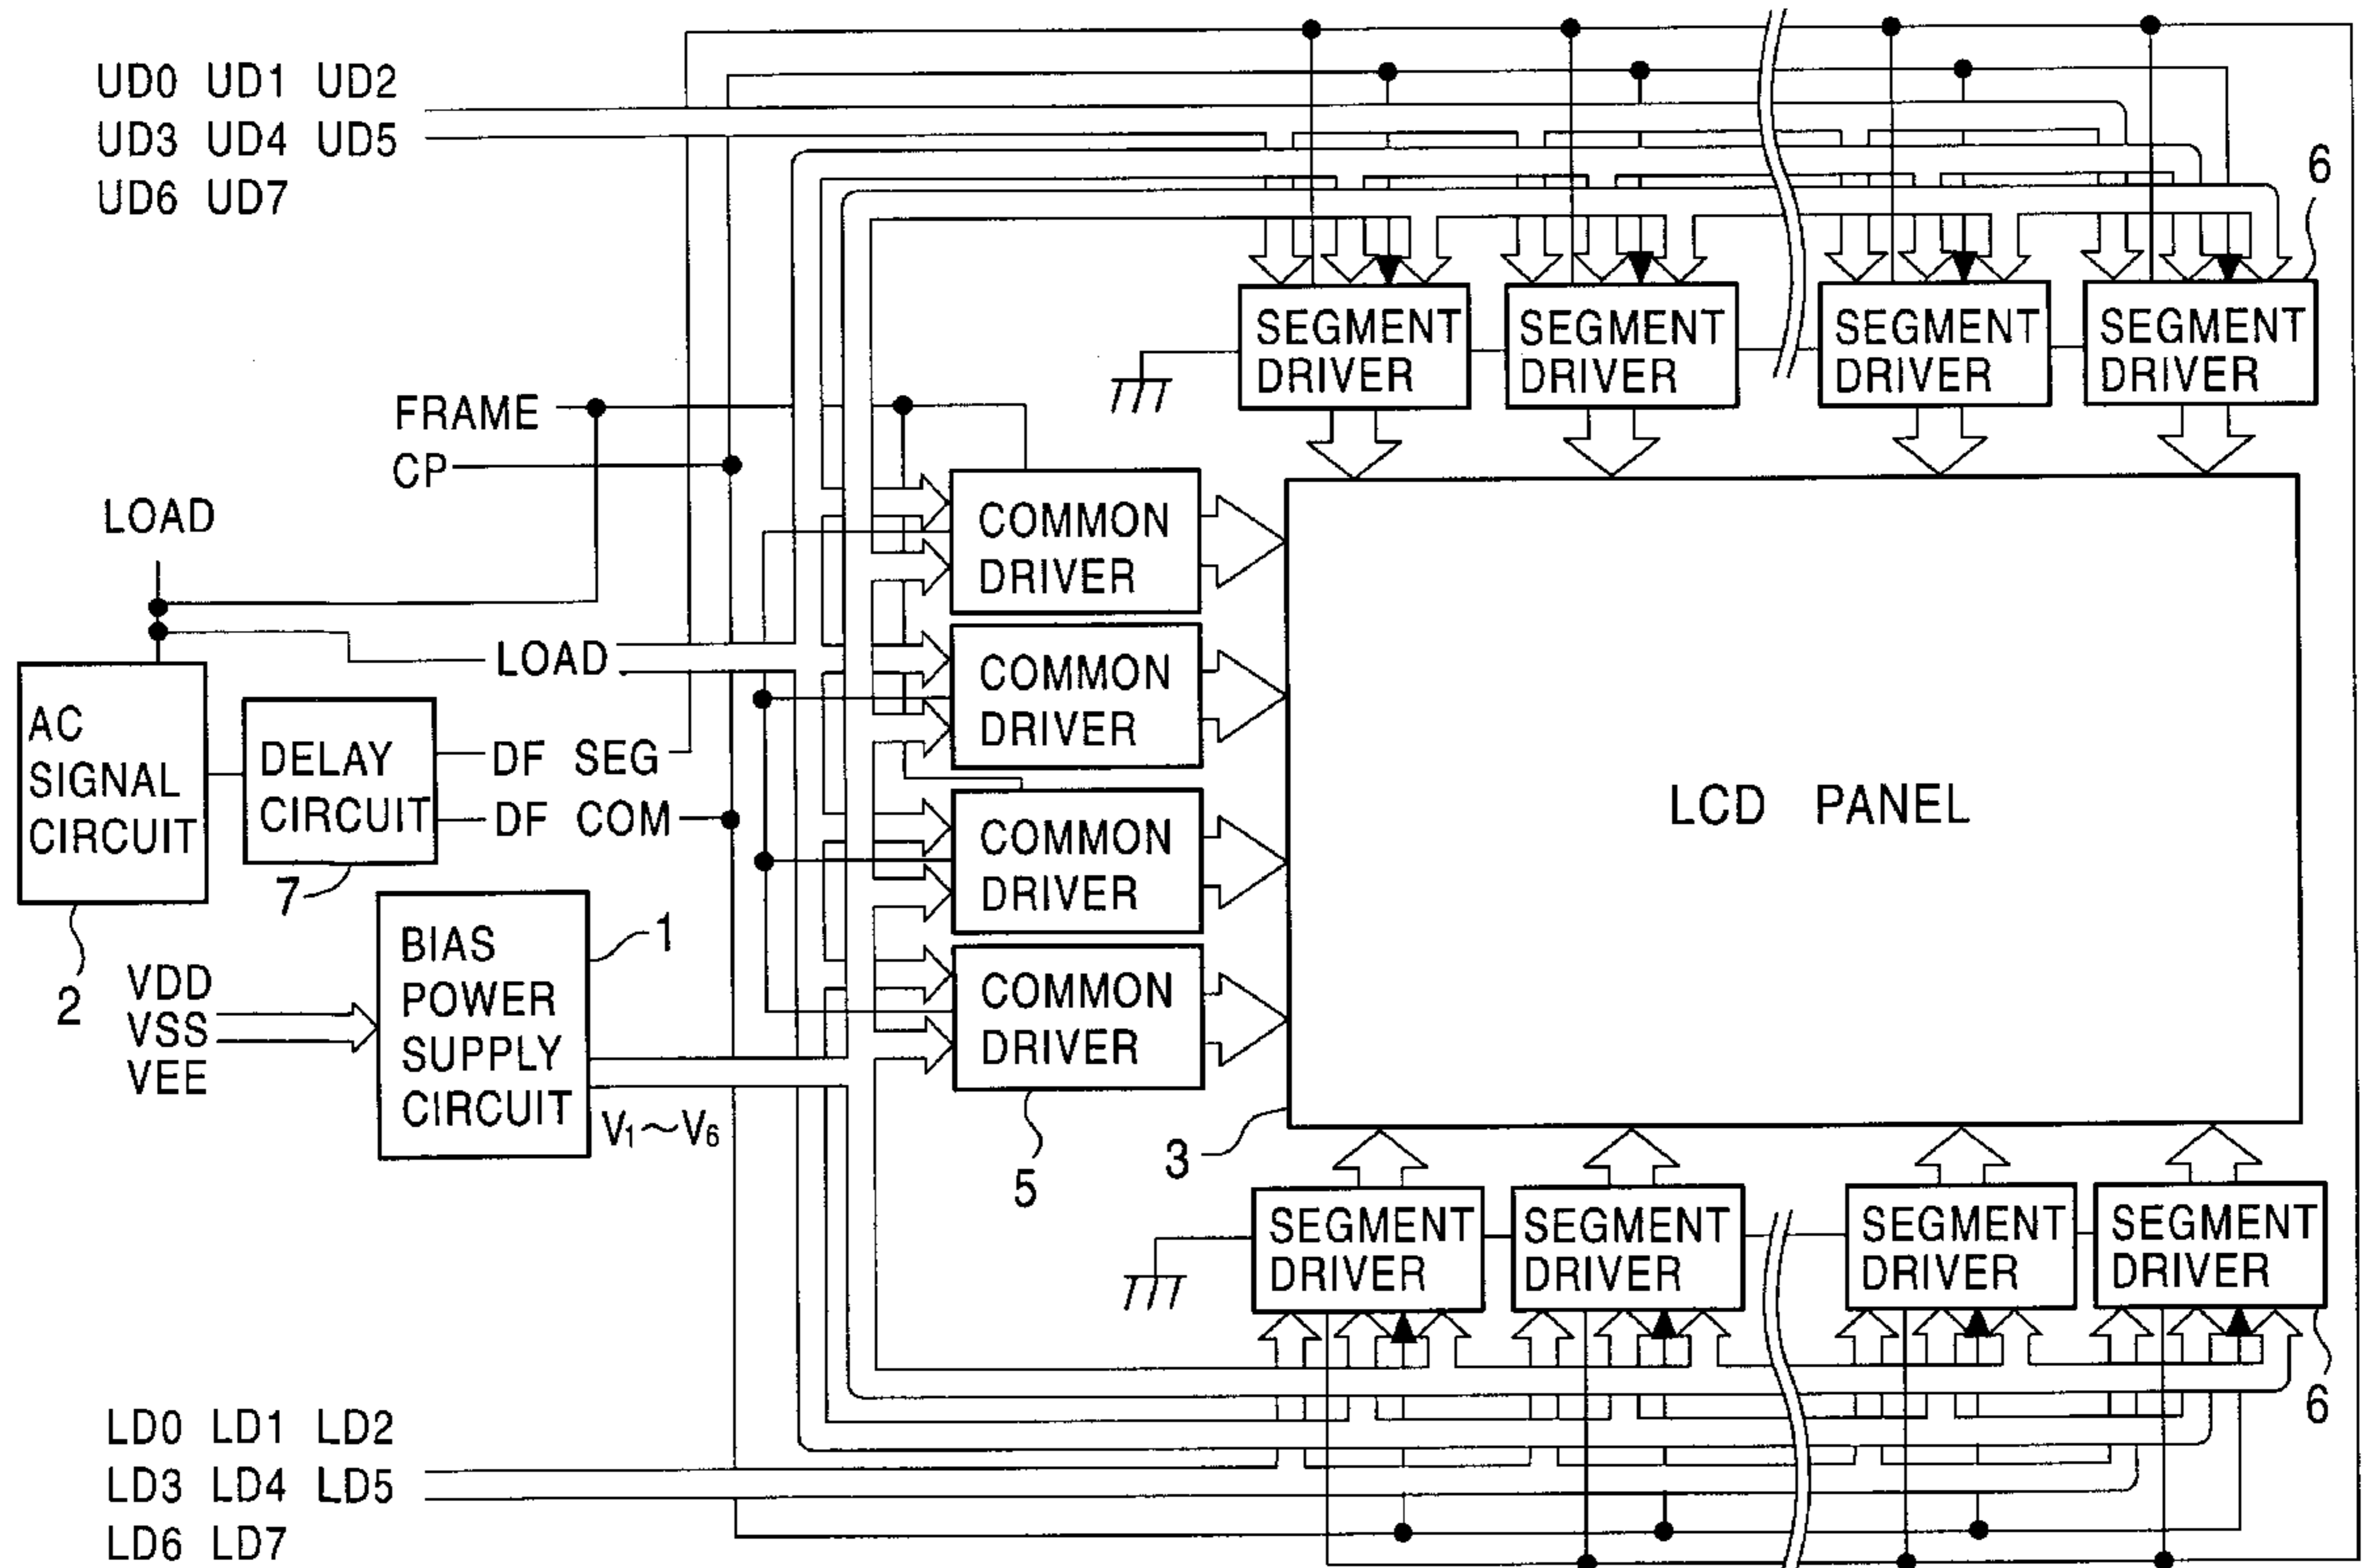 UD0 UD1 UD2
UD3 UD4 UD5
UD6 UD7
6
SEGMENT
DRIVER
SEGMENT
DRIVER
SEGMENT
DRIVER
SEGMENT
DRIVER
FRAME
CP
LOAD
COMMON
DRIVER
LOAD
COMMON
DRIVER
AC
SIGNAL
CIRCUIT
2
DELAY
CIRCUIT
7
DF SEG
DF COM
COMMON
DRIVER
LCD PANEL
BIAS
POWER
SUPPLY
CIRCUIT
1
VDD
VSS
VEE
V₁~V₆
COMMON
DRIVER
5
3
SEGMENT
DRIVER
SEGMENT
DRIVER
SEGMENT
DRIVER
SEGMENT
DRIVER
6
LD0 LD1 LD2
LD3 LD4 LD5
LD6 LD7